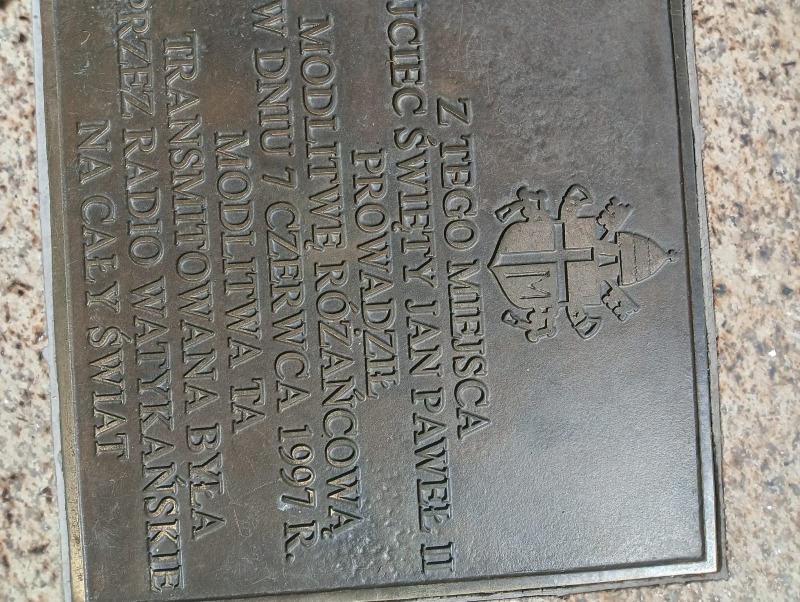 M
Z TEGO MIEJSCA
JCIEC ŚWIĘTY JAN PAWEŁ II
PROWADZIŁ
MODLITWĘ RÓŻAŃCOWĄ
W DNIU 7 CZERWCA 1997 R.
MODLITWA TA
TRANSMITOWANA BYŁA
PRZEZ RADIO WATYKAŃSKIE
NA CAŁY ŚWIAT